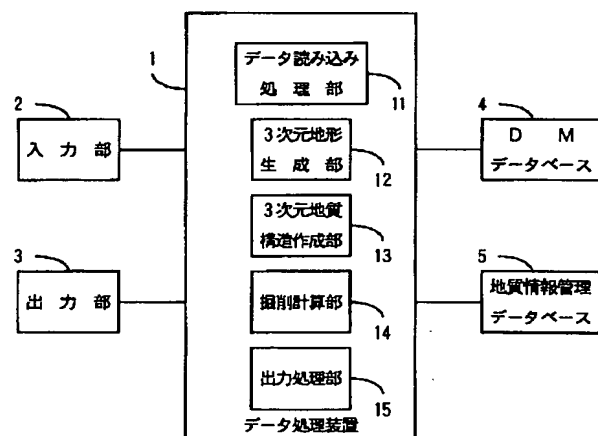 1
データ読み込み
処理部
11
2
入力部
3次元地形
生成部
12
4
DM
データベース
3次元地質
構造作成部
13
3
出力部
掘削計算部
14
5
地質情報管理
データベース
出力処理部
15
データ処理装置